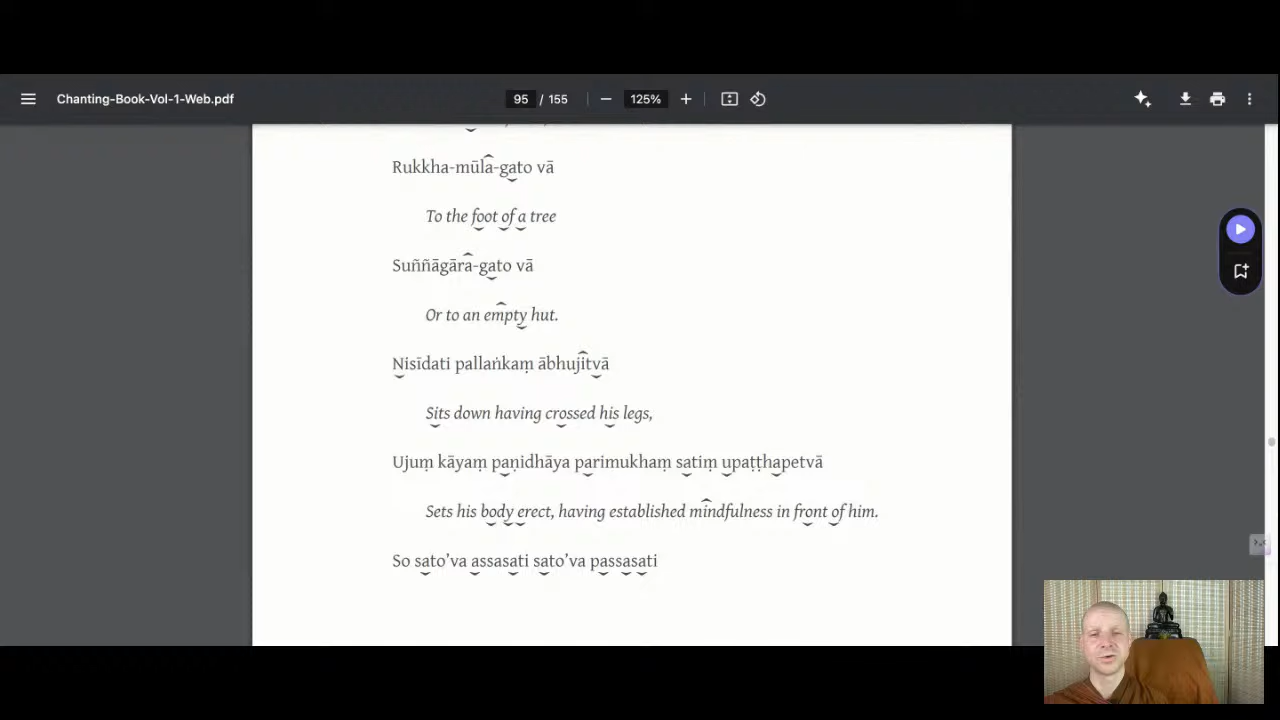 Chanting-Book-Vol-1-Web.pdf
95 / 155
125%
Rukkha-mūla-gato vā
To the foot of a tree
Suññāgāra-gato vā
Or to an empty hut.
Nisīdati pallaṅkaṃ ābhujitvā
Sits down having crossed his legs,
Ujuṃ kāyaṃ paṇidhāya parimukhaṃ satiṃ upaṭṭhapetvā
Sets his body erect, having established mindfulness in front of him.
So sato’va assasati sato’va passasati